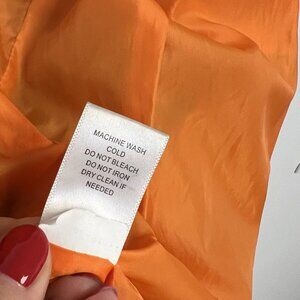 MACHINE WASH
COLD
DO NOT BLEACH
DO NOT IRON
DRY CLEAN IF
NEEDED